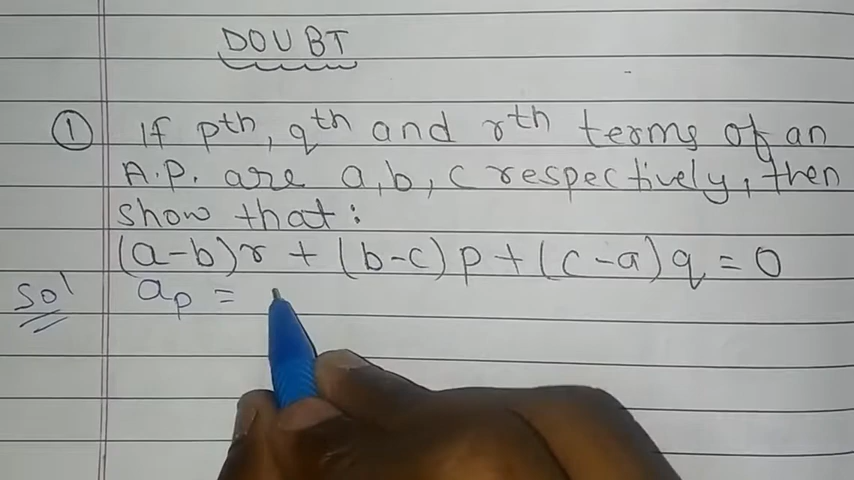 DOUBT
① If pth, qth and rth terms of an
A.P. are a, b, c respectively, then
show that:
(a-b)r + (b-c) p + (c-a) q = 0
Sol ap =